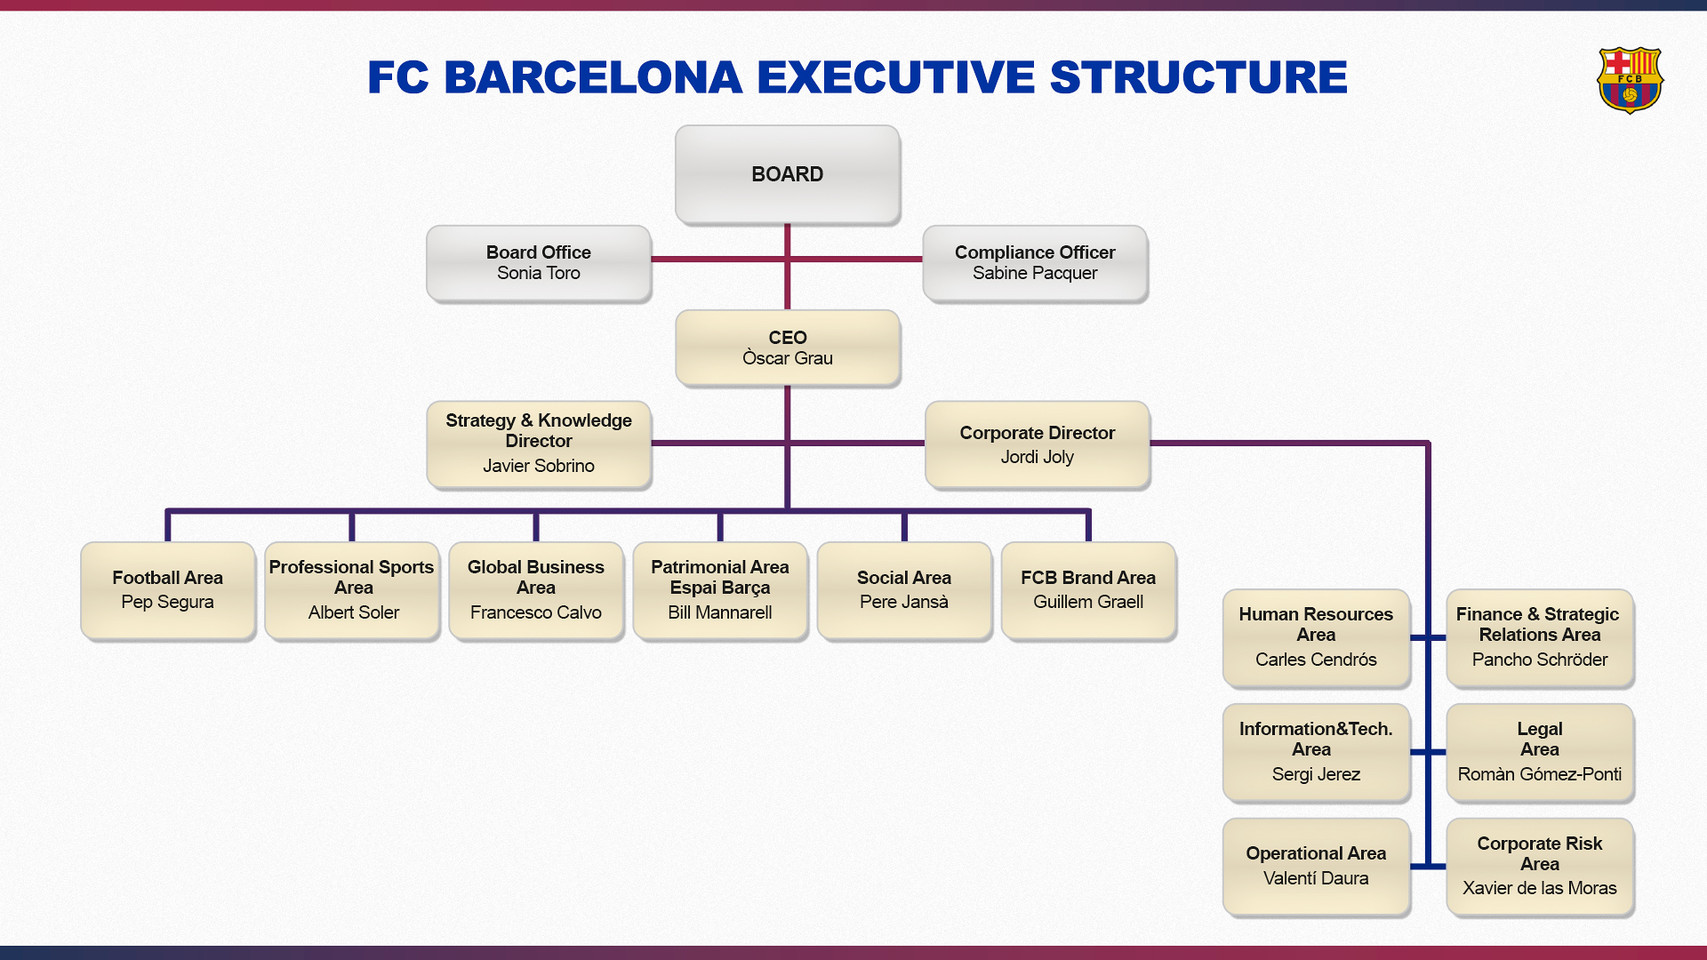 FC BARCELONA EXECUTIVE STRUCTURE
FCB
BOARD
Board Office
Sonia Toro
Compliance Officer
Sabine Pacquer
CEO
Òscar Grau
Strategy & Knowledge
Director
Javier Sobrino
Corporate Director
Jordi Joly
Football Area
Pep Segura
Professional Sports
Area
Albert Soler
Global Business
Area
Francesco Calvo
Patrimonial Area
Espai Barça
Bill Mannarell
Social Area
Pere Jansà
FCB Brand Area
Guillem Graell
Human Resources
Area
Carles Cendrós
Finance & Strategic
Relations Area
Pancho Schröder
Information&Tech.
Area
Sergi Jerez
Legal
Area
Romàn Gómez-Ponti
Operational Area
Valentí Daura
Corporate Risk
Area
Xavier de las Moras